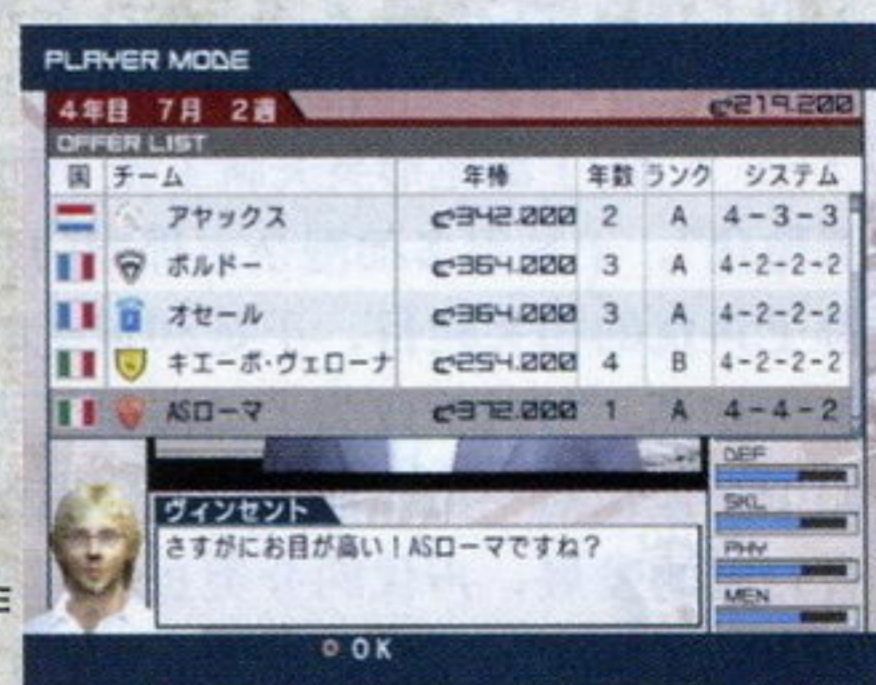 PLAYER MODE
4年目 7月 2週 €219.200
OFFER LIST
国 チーム 年棒 年数 ランク システム
アヤックス €342.000 2 A 4-3-3
ボルドー €364.000 3 A 4-2-2-2
オセール €364.000 3 A 4-2-2-2
キエーボ・ヴェローナ €254.000 4 B 4-2-2-2
ASローマ €372.000 1 A 4-4-2
DEF
SKL
PHY
MEN
ヴィンセント
さすがにお目が高い!ASローマですね?
E
OK